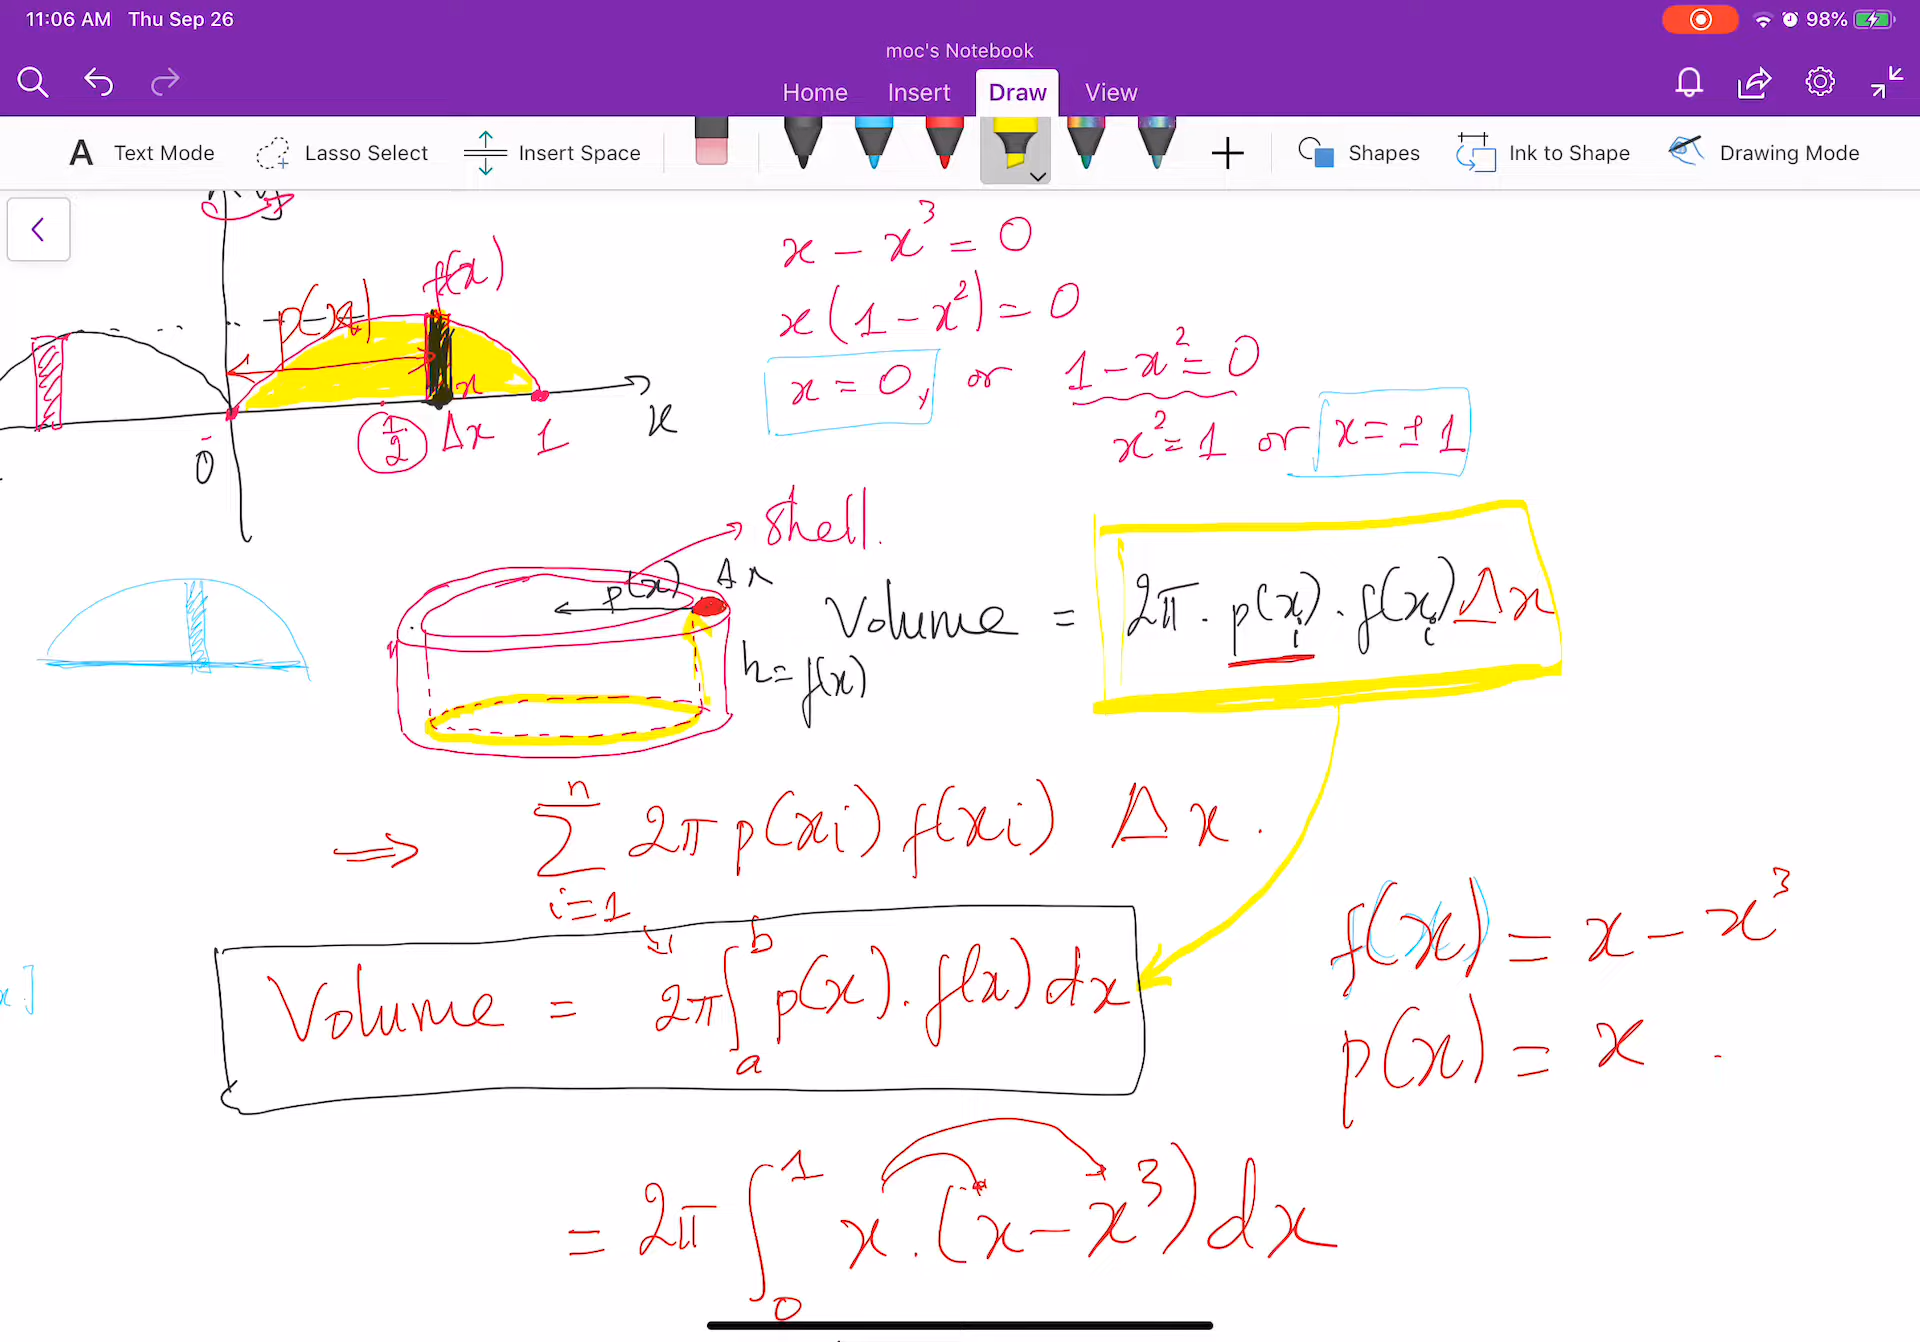 11:06 AM Thu Sep 26
98%
moc's Notebook
Home Insert Draw View
A Text Mode Lasso Select Insert Space Shapes Ink to Shape Drawing Mode
y
f(x)
p(x)
x
0
1/2 Δx 1 x
x - x³ = 0
x(1 - x²) = 0
x = 0, or 1 - x² = 0
x² = 1 or x = ± 1
Shell.
p(x) Δx
h = f(x)
Volume = 2π · p(xᵢ) · f(xᵢ) Δx
⇒ ∑ᵢ₌₁ⁿ 2π p(xi) f(xi) Δx.
Volume = 2π ∫ₐᵇ p(x) · f(x) dx
x]
f(x) = x - x³
p(x) = x.
= 2π ∫₀¹ x · (x - x³) dx